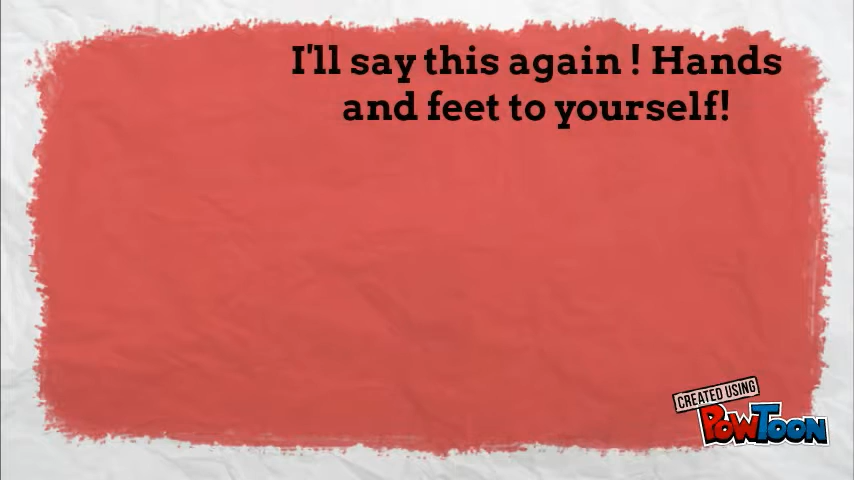 I'll say this again ! Hands
and feet to yourself!
CREATED USING
POWTOON